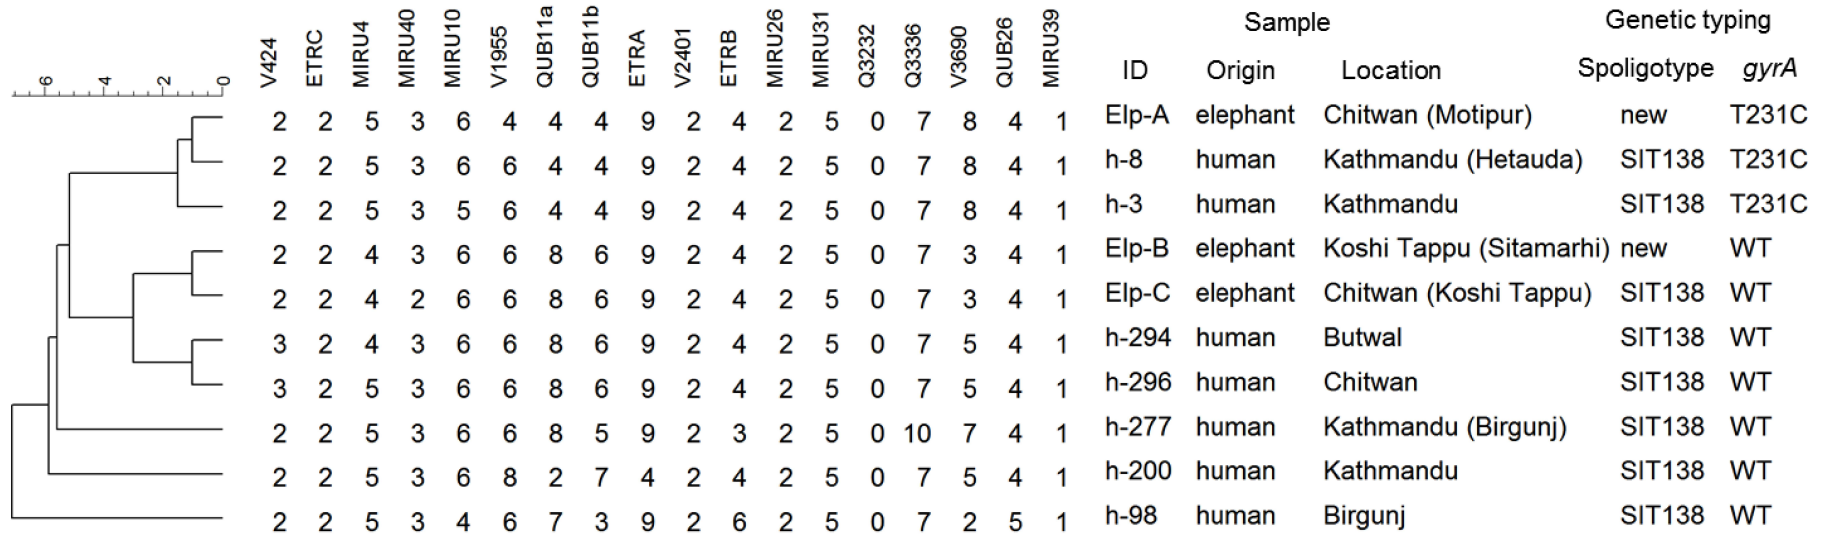 Sample Genetic typing
V424 ETRC MIRU4 MIRU40 MIRU10 V1955 QUB11a QUB11b ETRA V2401 ETRB MIRU26 MIRU31 Q3232 Q3336 V3690 QUB26 MIRU39 ID Origin Location Spoligotype gyrA
6 4 2 0
2 2 5 3 6 4 4 4 9 2 4 2 5 0 7 8 4 1 Elp-A elephant Chitwan (Motipur) new T231C
2 2 5 3 6 6 4 4 9 2 4 2 5 0 7 8 4 1 h-8 human Kathmandu (Hetauda) SIT138 T231C
2 2 5 3 5 6 4 4 9 2 4 2 5 0 7 8 4 1 h-3 human Kathmandu SIT138 T231C
2 2 4 3 6 6 8 6 9 2 4 2 5 0 7 3 4 1 Elp-B elephant Koshi Tappu (Sitamarhi) new WT
2 2 4 2 6 6 8 6 9 2 4 2 5 0 7 3 4 1 Elp-C elephant Chitwan (Koshi Tappu) SIT138 WT
3 2 4 3 6 6 8 6 9 2 4 2 5 0 7 5 4 1 h-294 human Butwal SIT138 WT
3 2 5 3 6 6 8 6 9 2 4 2 5 0 7 5 4 1 h-296 human Chitwan SIT138 WT
2 2 5 3 6 6 8 5 9 2 3 2 5 0 10 7 4 1 h-277 human Kathmandu (Birgunj) SIT138 WT
2 2 5 3 6 8 2 7 4 2 4 2 5 0 7 5 4 1 h-200 human Kathmandu SIT138 WT
2 2 5 3 4 6 7 3 9 2 6 2 5 0 7 2 5 1 h-98 human Birgunj SIT138 WT